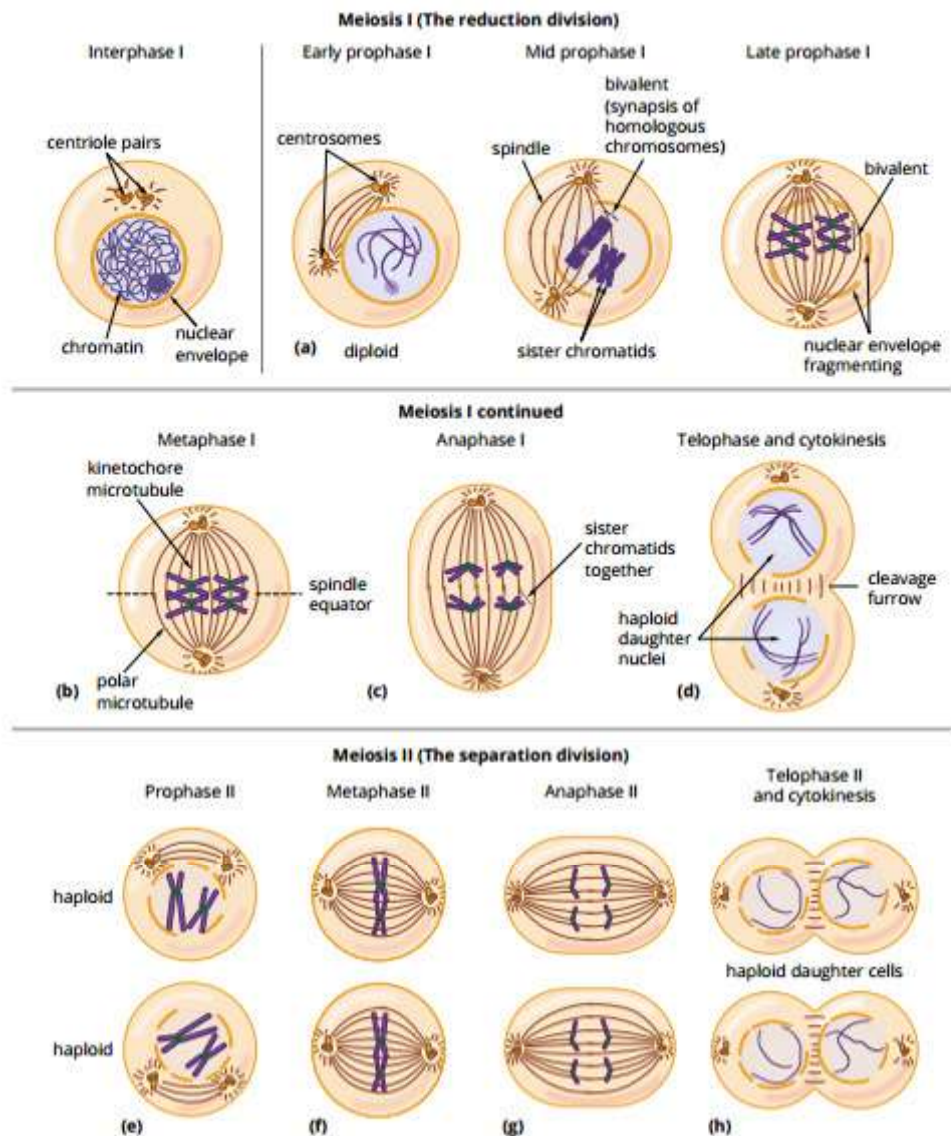 Meiosis I (The reduction division)
Interphase I
Early prophase I
Mid prophase I
Late prophase I
centriole pairs
chromatin
nuclear
envelope
centrosomes
(a)
diploid
bivalent
(synapsis of
homologous
chromosomes)
spindle
sister chromatids
bivalent
nuclear envelope
fragmenting
Meiosis I continued
Metaphase I
Anaphase I
Telophase and cytokinesis
kinetochore
microtubule
spindle
equator
polar
microtubule
(b)
sister
chromatids
together
(c)
cleavage
furrow
haploid
daughter
nuclei
(d)
Meiosis II (The separation division)
Prophase II
Metaphase II
Anaphase II
Telophase II
and cytokinesis
haploid
haploid daughter cells
haploid
(e)
(f)
(g)
(h)